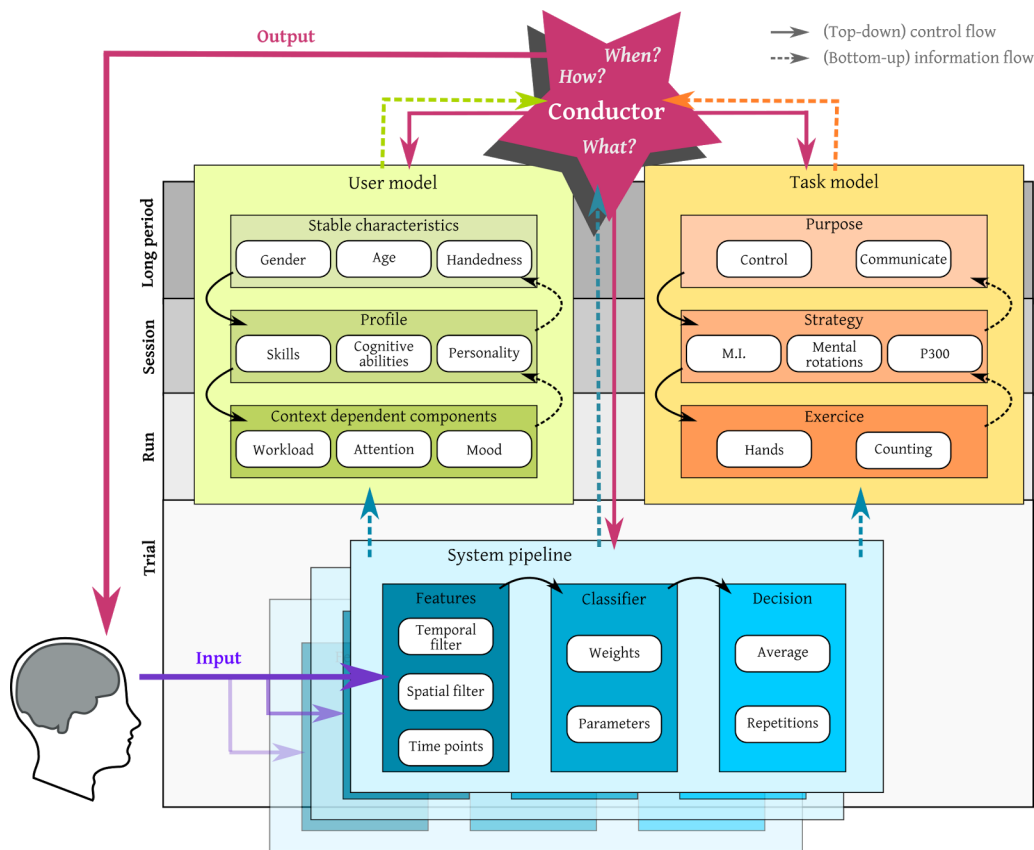 Output
When?
How?
Conductor
What?
(Top-down) control flow
(Bottom-up) information flow
User model
Task model
Long period
Stable characteristics
Gender
Age
Handedness
Purpose
Control
Communicate
Session
Profile
Skills
Cognitive
abilities
Personality
Strategy
M.I.
Mental
rotations
P300
Run
Context dependent components
Workload
Attention
Mood
Exercice
Hands
Counting
Trial
System pipeline
Features
Temporal
filter
Spatial filter
Time points
Classifier
Weights
Parameters
Decision
Average
Repetitions
Input